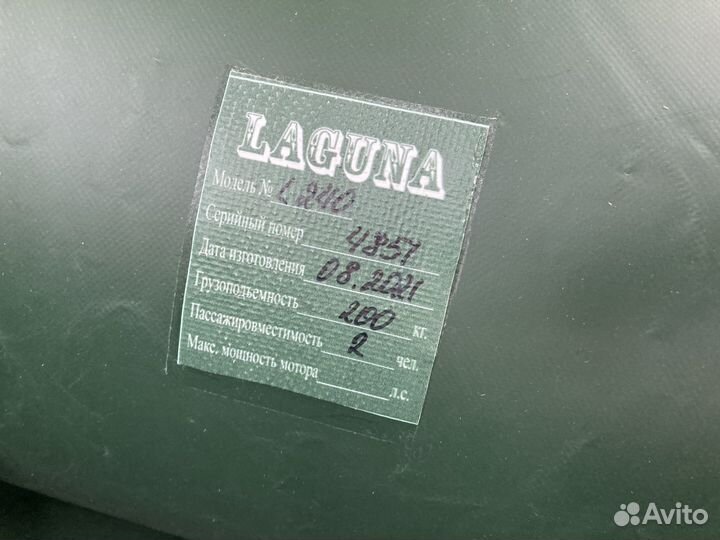 LAGUNA
Модель № L 240
Серийный номер 4857
Дата изготовления 08.2021
Грузоподъемность 200 кг.
Пассажировместимость 2 чел.
Макс. мощность мотора л.с.
Avito